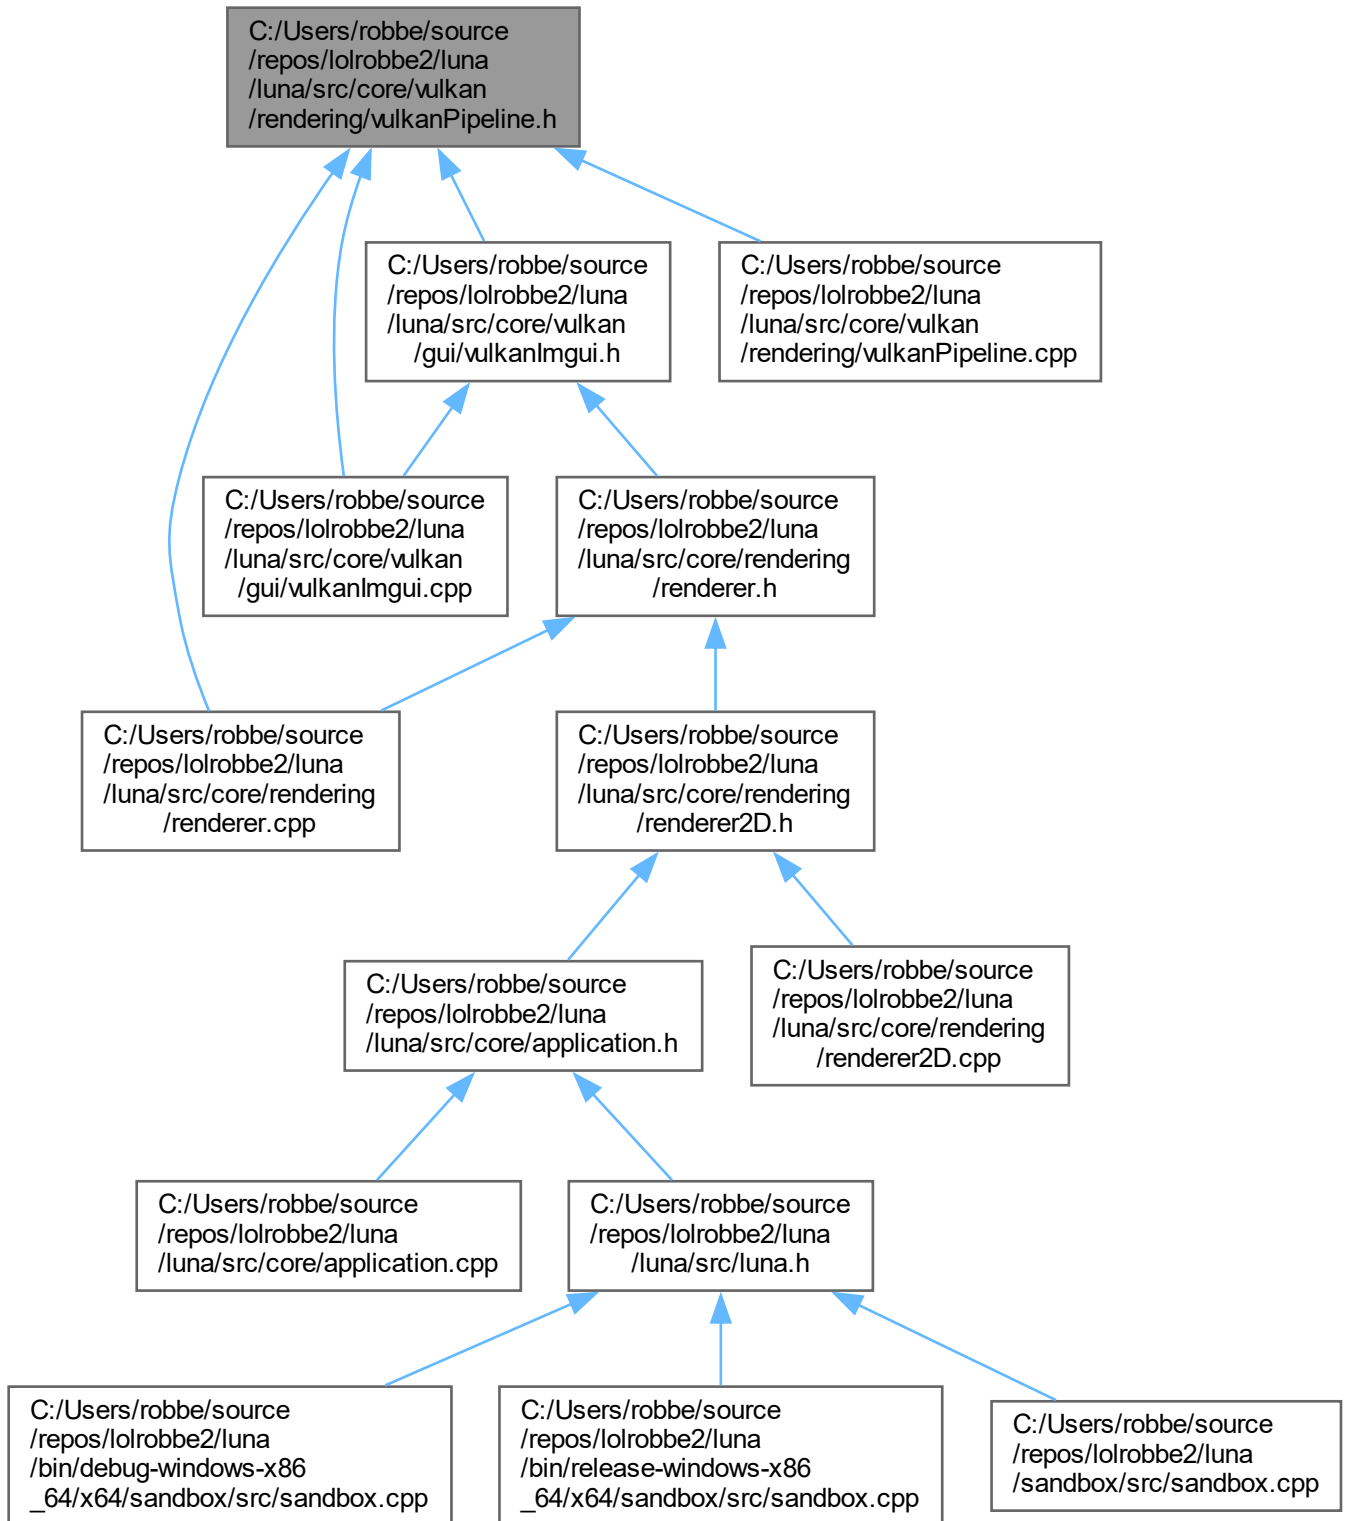 C:/Users/robbe/source
/repos/lolrobbe2/luna
/luna/src/core/vulkan
/rendering/vulkanPipeline.h
C:/Users/robbe/source
/repos/lolrobbe2/luna
/luna/src/core/vulkan
/gui/vulkanImgui.h
C:/Users/robbe/source
/repos/lolrobbe2/luna
/luna/src/core/vulkan
/rendering/vulkanPipeline.cpp
C:/Users/robbe/source
/repos/lolrobbe2/luna
/luna/src/core/vulkan
/gui/vulkanImgui.cpp
C:/Users/robbe/source
/repos/lolrobbe2/luna
/luna/src/core/rendering
/renderer.h
C:/Users/robbe/source
/repos/lolrobbe2/luna
/luna/src/core/rendering
/renderer.cpp
C:/Users/robbe/source
/repos/lolrobbe2/luna
/luna/src/core/rendering
/renderer2D.h
C:/Users/robbe/source
/repos/lolrobbe2/luna
/luna/src/core/application.h
C:/Users/robbe/source
/repos/lolrobbe2/luna
/luna/src/core/rendering
/renderer2D.cpp
C:/Users/robbe/source
/repos/lolrobbe2/luna
/luna/src/core/application.cpp
C:/Users/robbe/source
/repos/lolrobbe2/luna
/luna/src/luna.h
C:/Users/robbe/source
/repos/lolrobbe2/luna
/bin/debug-windows-x86
_64/x64/sandbox/src/sandbox.cpp
C:/Users/robbe/source
/repos/lolrobbe2/luna
/bin/release-windows-x86
_64/x64/sandbox/src/sandbox.cpp
C:/Users/robbe/source
/repos/lolrobbe2/luna
/sandbox/src/sandbox.cpp